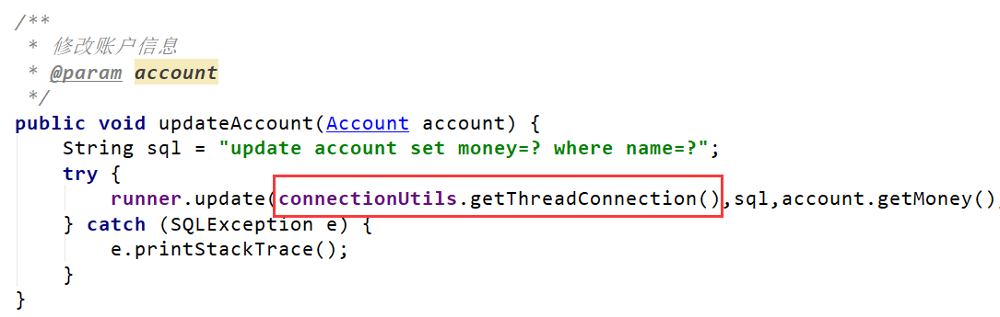 /**
 * 修改账户信息
 * @param account
 */
public void updateAccount(Account account) {
    String sql = "update account set money=? where name=?";
    try {
        runner.update(connectionUtils.getThreadConnection(),sql,account.getMoney()
    } catch (SQLException e) {
        e.printStackTrace();
    }
}